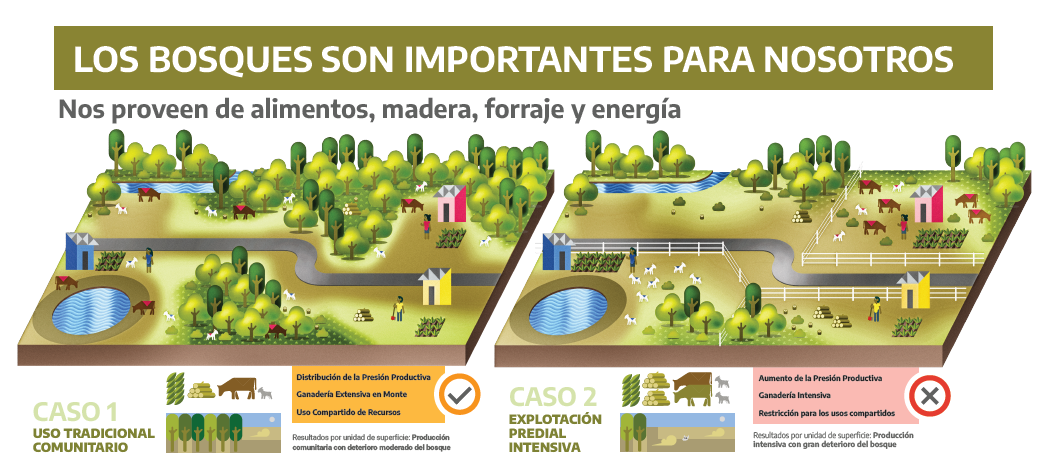 LOS BOSQUES SON IMPORTANTES PARA NOSOTROS
Nos proveen de alimentos, madera, forraje y energía
CASO 1
USO TRADICIONAL
COMUNITARIO
Distribución de la Presión Productiva
Ganadería Extensiva en Monte
Uso Compartido de Recursos
Resultados por unidad de superficie: Producción
comunitaria con deterioro moderado del bosque
CASO 2
EXPLOTACIÓN
PREDIAL
INTENSIVA
Aumento de la Presión Productiva
Ganadería Intensiva
Restricción para los usos compartidos
Resultados por unidad de superficie: Producción
intensiva con gran deterioro del bosque